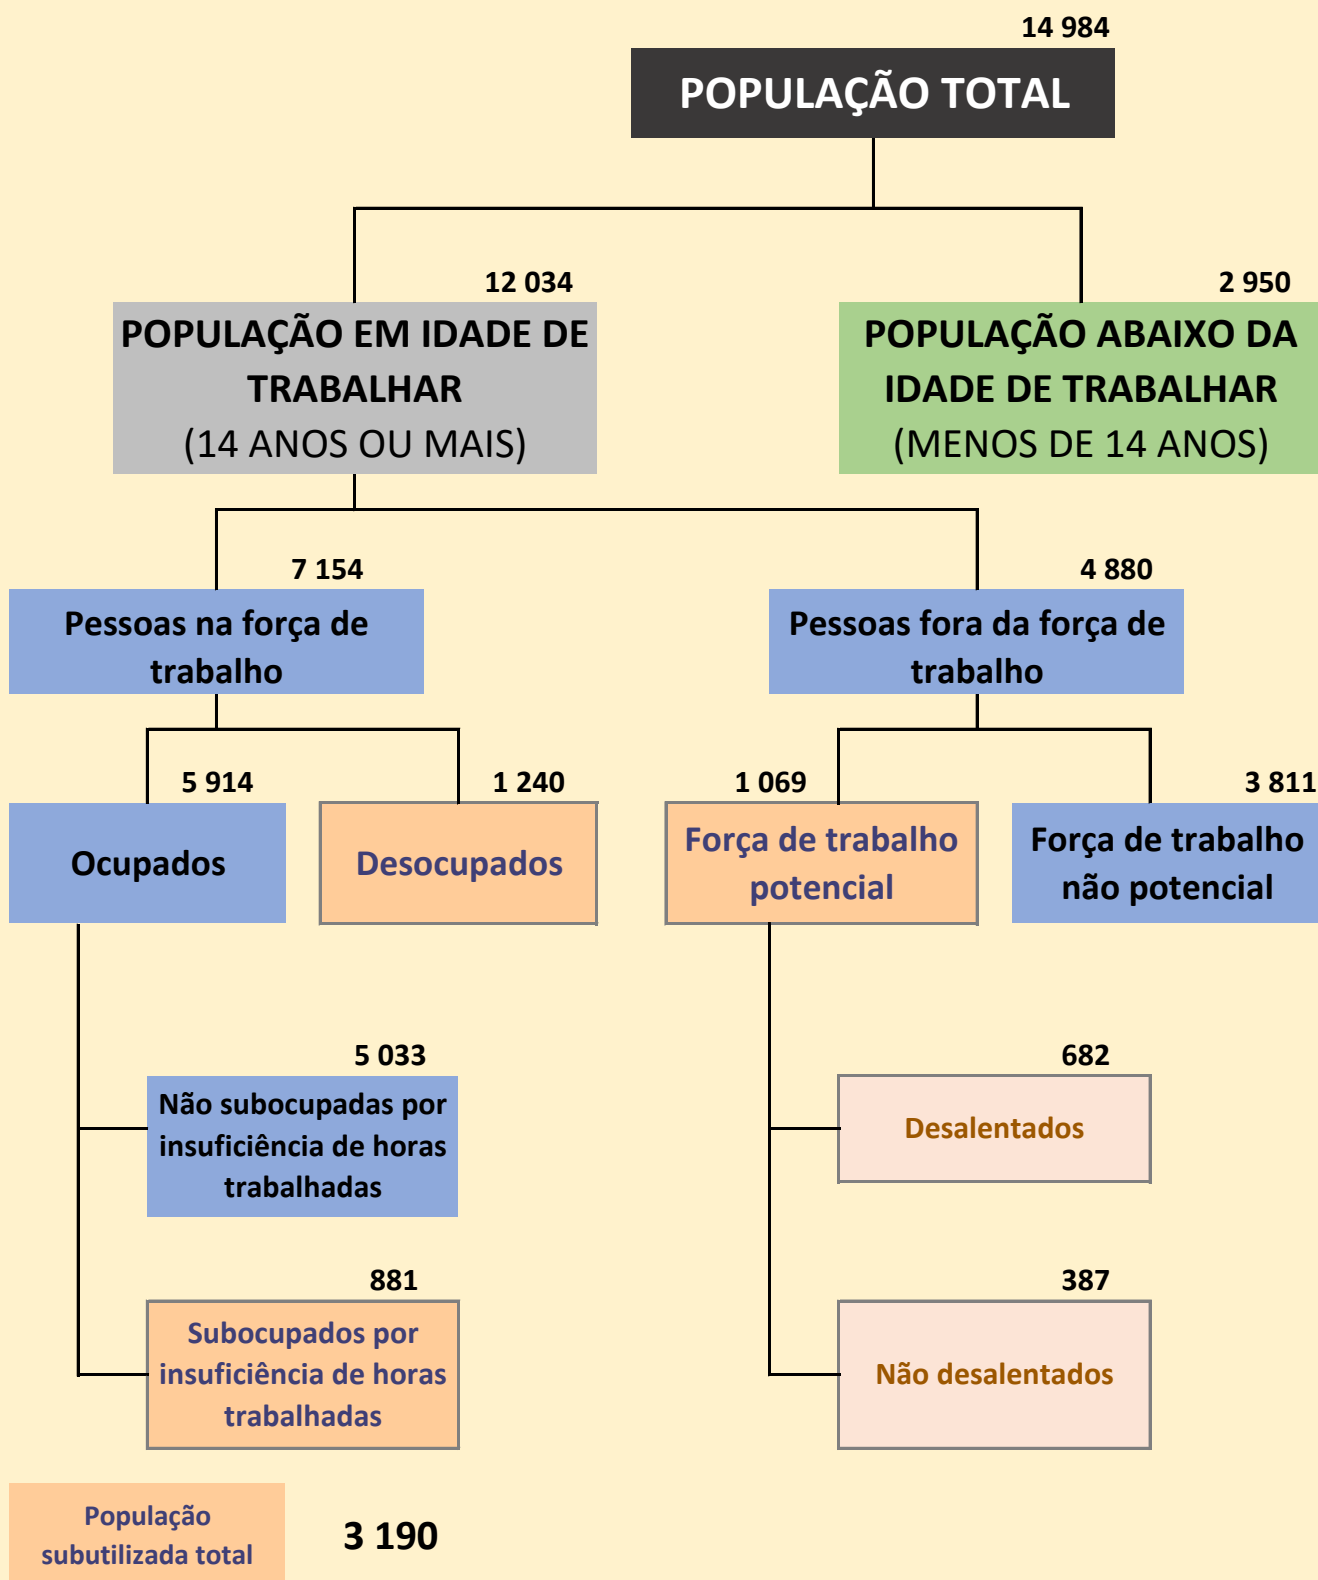 14 984
POPULAÇÃO TOTAL
12 034
POPULAÇÃO EM IDADE DE
TRABALHAR
(14 ANOS OU MAIS)
2 950
POPULAÇÃO ABAIXO DA
IDADE DE TRABALHAR
(MENOS DE 14 ANOS)
7 154
Pessoas na força de
trabalho
4 880
Pessoas fora da força de
trabalho
5 914
Ocupados
1 240
Desocupados
1 069
Força de trabalho
potencial
3 811
Força de trabalho
não potencial
5 033
Não subocupadas por
insuficiência de horas
trabalhadas
682
Desalentados
881
Subocupados por
insuficiência de horas
trabalhadas
387
Não desalentados
População
subutilizada total
3 190